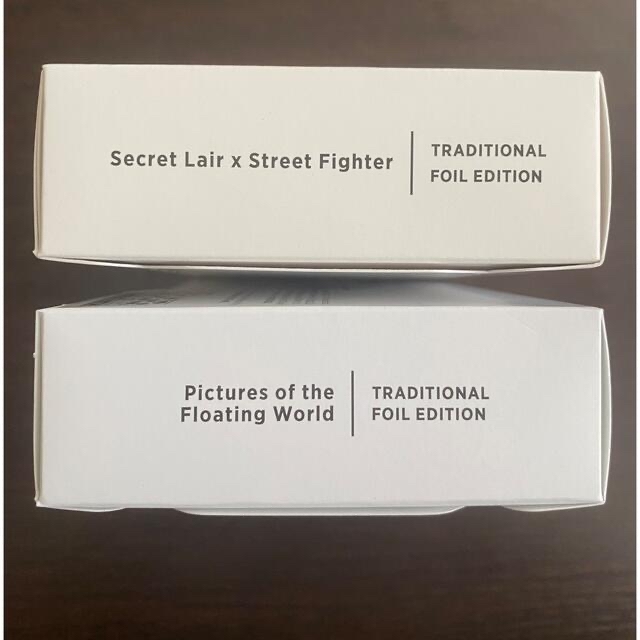 Secret Lair x Street Fighter
TRADITIONAL
FOIL EDITION
Pictures of the
Floating World
TRADITIONAL
FOIL EDITION